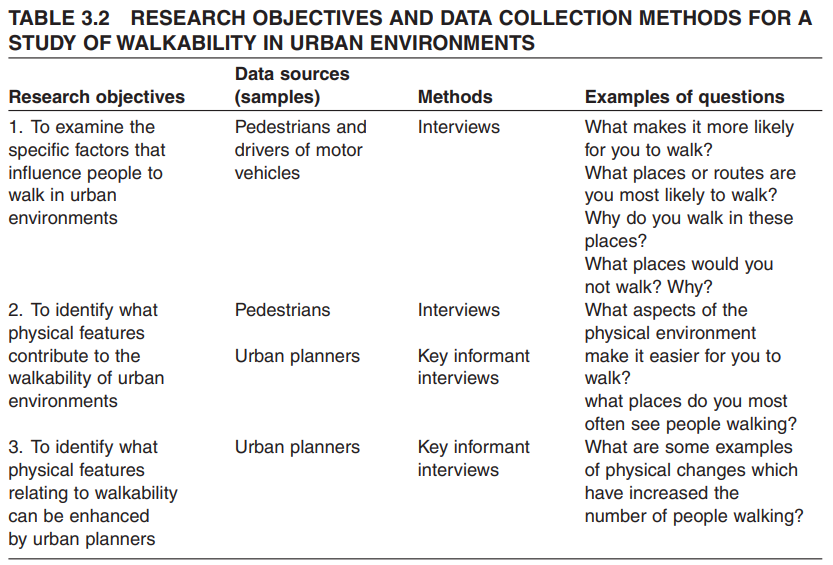 TABLE 3.2 RESEARCH OBJECTIVES AND DATA COLLECTION METHODS FOR A
STUDY OF WALKABILITY IN URBAN ENVIRONMENTS
Research objectives
Data sources
(samples)
Methods
Examples of questions
1. To examine the
specific factors that
influence people to
walk in urban
environments
Pedestrians and
drivers of motor
vehicles
Interviews
What makes it more likely
for you to walk?
What places or routes are
you most likely to walk?
Why do you walk in these
places?
What places would you
not walk? Why?
2. To identify what
physical features
contribute to the
walkability of urban
environments
Pedestrians
Urban planners
Interviews
Key informant
interviews
What aspects of the
physical environment
make it easier for you to
walk?
what places do you most
often see people walking?
3. To identify what
physical features
relating to walkability
can be enhanced
by urban planners
Urban planners
Key informant
interviews
What are some examples
of physical changes which
have increased the
number of people walking?